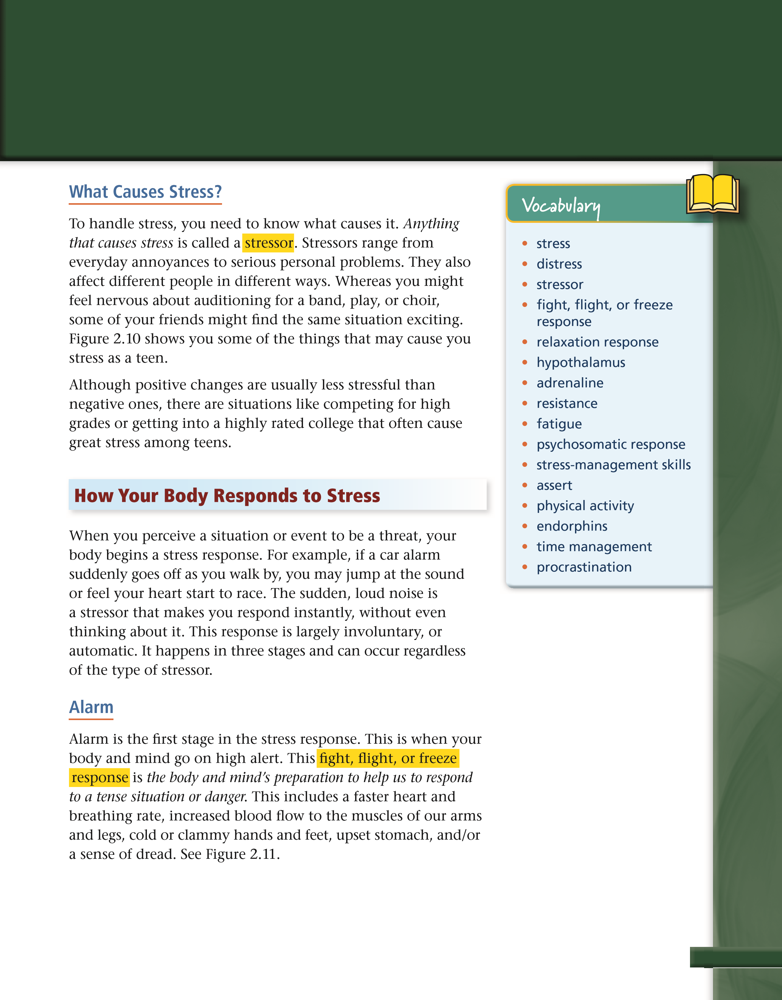 What Causes Stress?
To handle stress, you need to know what causes it. Anything
that causes stress is called a stressor. Stressors range from
everyday annoyances to serious personal problems. They also
affect different people in different ways. Whereas you might
feel nervous about auditioning for a band, play, or choir,
some of your friends might find the same situation exciting.
Figure 2.10 shows you some of the things that may cause you
stress as a teen.
Although positive changes are usually less stressful than
negative ones, there are situations like competing for high
grades or getting into a highly rated college that often cause
great stress among teens.
How Your Body Responds to Stress
When you perceive a situation or event to be a threat, your
body begins a stress response. For example, if a car alarm
suddenly goes off as you walk by, you may jump at the sound
or feel your heart start to race. The sudden, loud noise is
a stressor that makes you respond instantly, without even
thinking about it. This response is largely involuntary, or
automatic. It happens in three stages and can occur regardless
of the type of stressor.
Alarm
Alarm is the first stage in the stress response. This is when your
body and mind go on high alert. This fight, flight, or freeze
response is the body and mind's preparation to help us to respond
to a tense situation or danger. This includes a faster heart and
breathing rate, increased blood flow to the muscles of our arms
and legs, cold or clammy hands and feet, upset stomach, and/or
a sense of dread. See Figure 2.11.
Vocabulary
• stress
• distress
• stressor
• fight, flight, or freeze
response
• relaxation response
• hypothalamus
• adrenaline
• resistance
• fatigue
• psychosomatic response
• stress-management skills
• assert
• physical activity
• endorphins
• time management
• procrastination